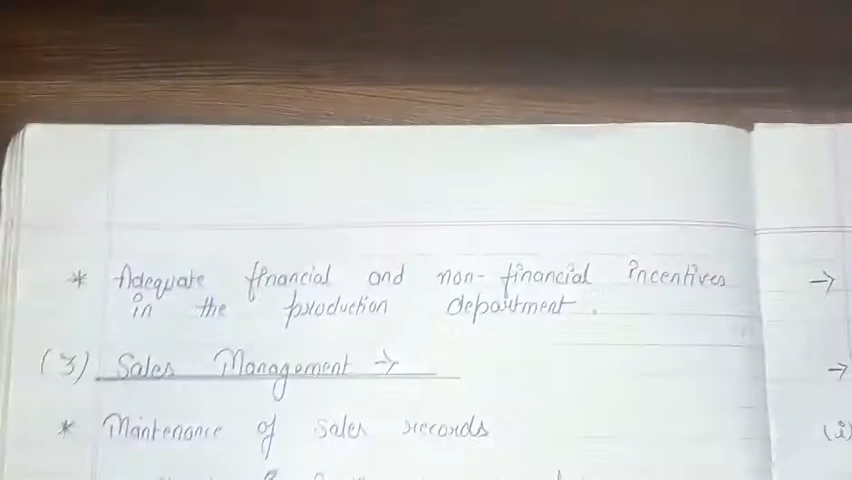 * Adequate financial and non-financial incentives
in the production department.
(3) Sales Management →
* Maintenance of sales records
→
→
(i)